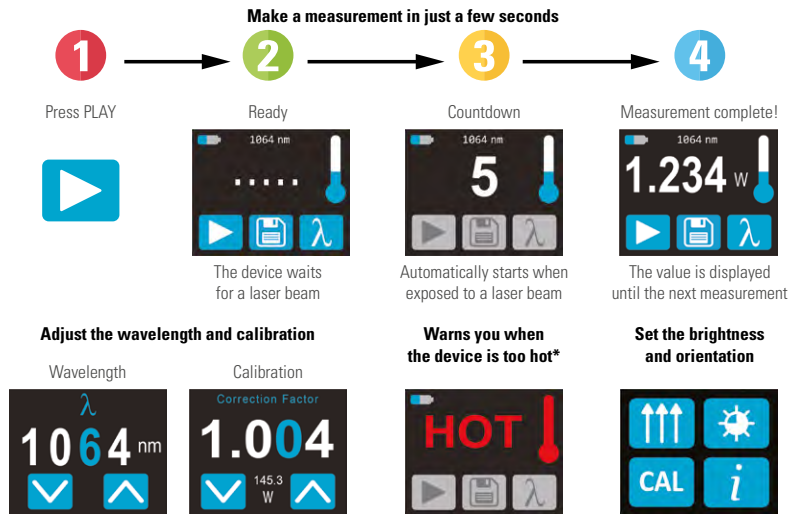 Make a measurement in just a few seconds
1
2
3
4
Press PLAY
Ready
Countdown
Measurement complete!
1064 nm
.....
λ
1064 nm
5
λ
1064 nm
1.234 W
λ
The device waits
for a laser beam
Automatically starts when
exposed to a laser beam
The value is displayed
until the next measurement
Adjust the wavelength and calibration
Warns you when
the device is too hot*
Set the brightness
and orientation
Wavelength
Calibration
λ
1064 nm
Correction Factor
1.004
145.3
W
HOT
λ
CAL
i